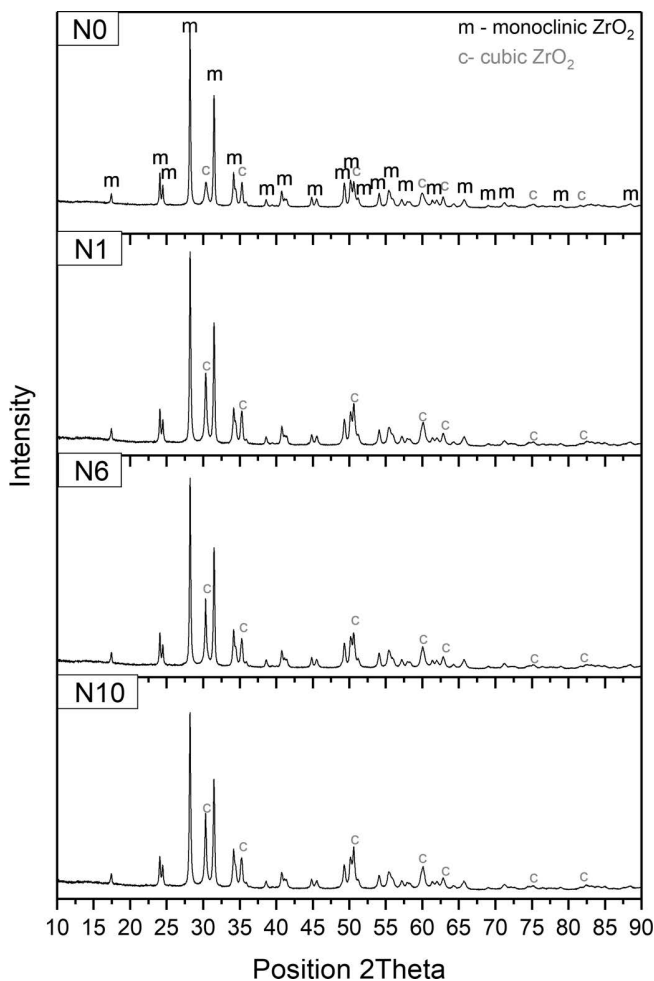 N0
m - monoclinic ZrO₂
c- cubic ZrO₂
m m m m c m m c m m m m m c m m m m c m c m m m c m c m
N1
c c c c c c c
N6
c c c c c c c
N10
c c c c c c c
10 15 20 25 30 35 40 45 50 55 60 65 70 75 80 85 90
Position 2Theta
Intensity